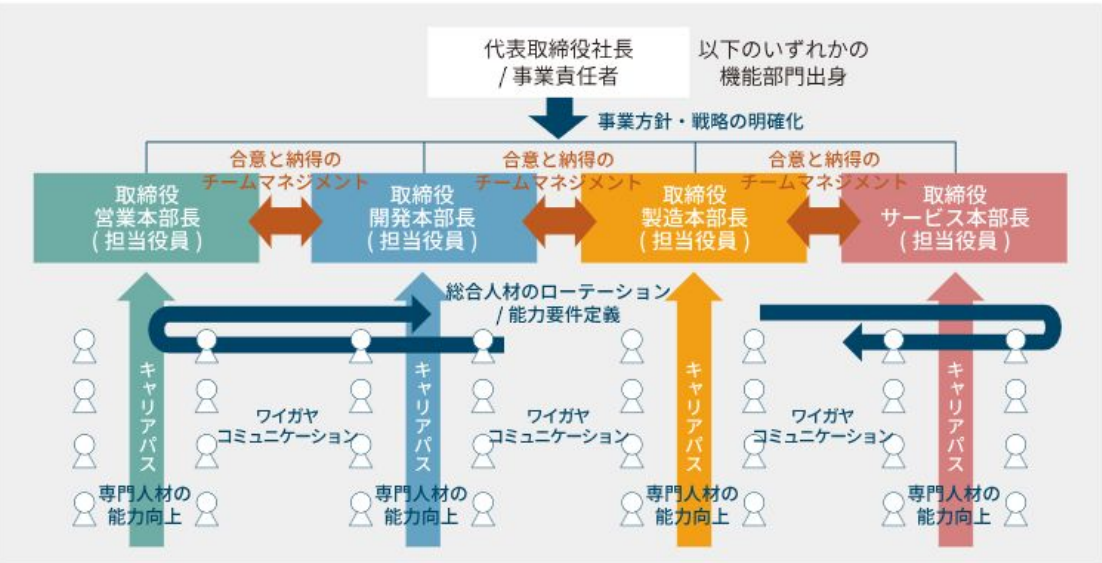 代表取締役社長
/ 事業責任者
以下のいずれかの
機能部門出身
事業方針・戦略の明確化
合意と納得の
チームマネジメント
合意と納得の
チームマネジメント
合意と納得の
チームマネジメント
取締役
営業本部長
( 担当役員 )
取締役
開発本部長
( 担当役員 )
取締役
製造本部長
( 担当役員 )
取締役
サービス本部長
( 担当役員 )
総合人材のローテーション
/ 能力要件定義
キャリアパス
キャリアパス
キャリアパス
キャリアパス
ワイガヤ
コミュニケーション
ワイガヤ
コミュニケーション
ワイガヤ
コミュニケーション
専門人材の
能力向上
専門人材の
能力向上
専門人材の
能力向上
専門人材の
能力向上